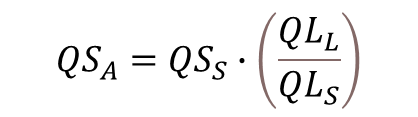 QS_A = QS_S · (QL_L / QL_S)